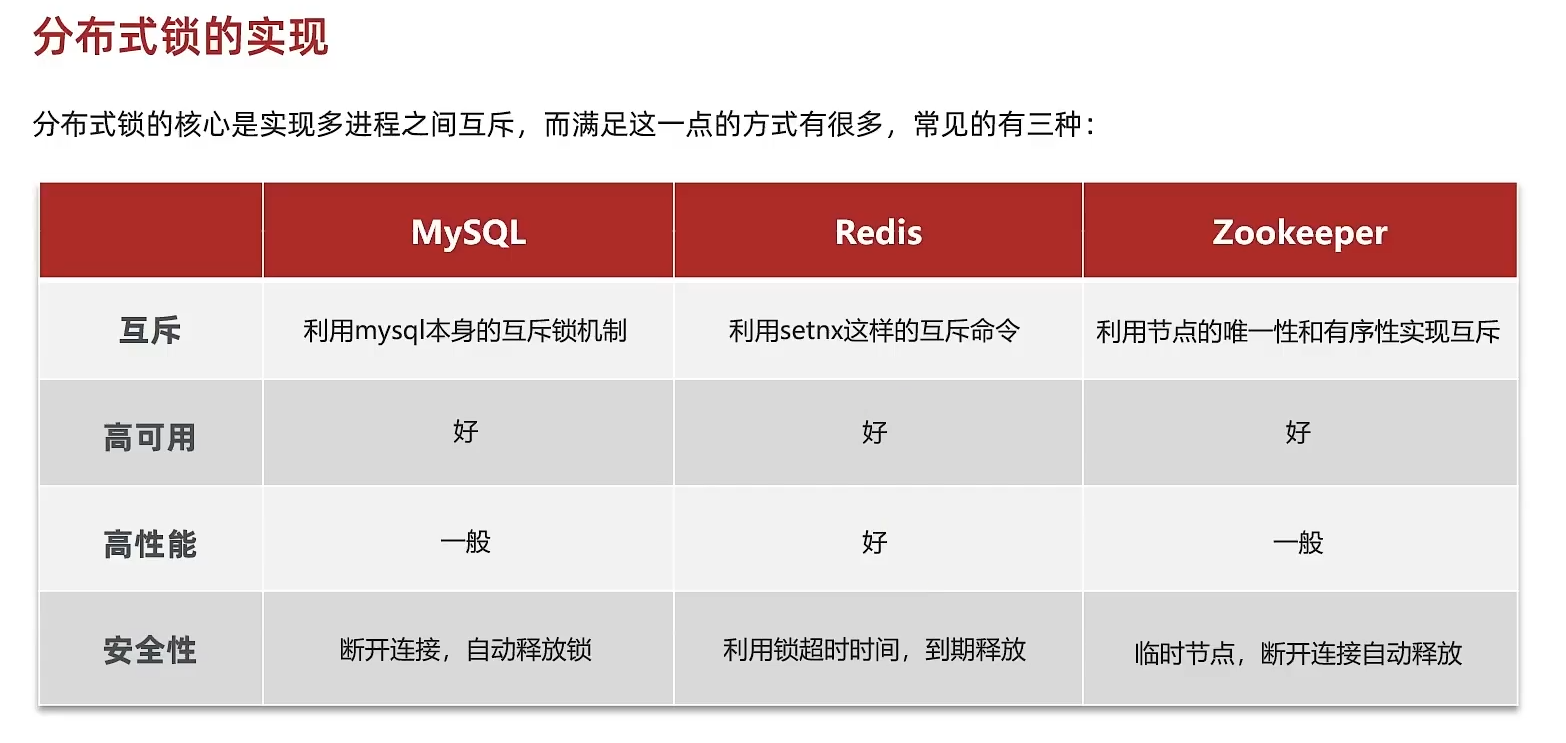 分布式锁的实现
分布式锁的核心是实现多进程之间互斥，而满足这一点的方式有很多，常见的有三种：
MySQL Redis Zookeeper
互斥 利用mysql本身的互斥锁机制 利用setnx这样的互斥命令 利用节点的唯一性和有序性实现互斥
高可用 好 好 好
高性能 一般 好 一般
安全性 断开连接，自动释放锁 利用锁超时时间，到期释放 临时节点，断开连接自动释放